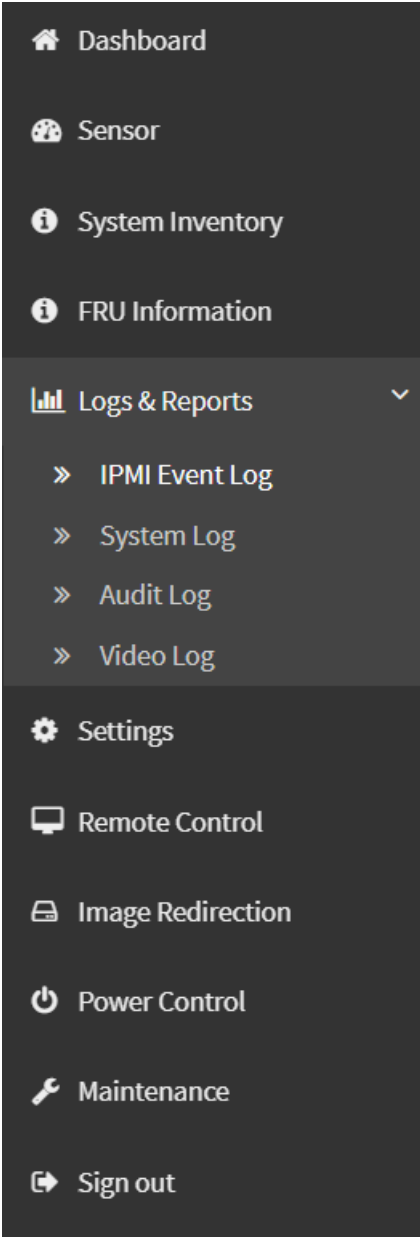 Dashboard
Sensor
System Inventory
FRU Information
Logs & Reports
IPMI Event Log
System Log
Audit Log
Video Log
Settings
Remote Control
Image Redirection
Power Control
Maintenance
Sign out